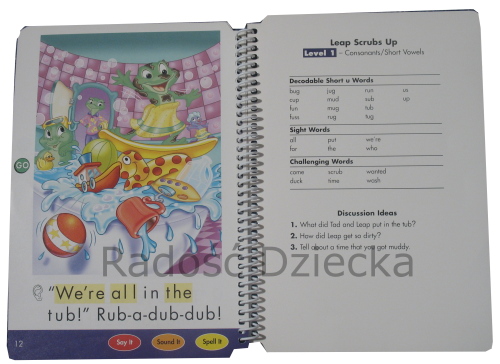 GO
"We're all in the
tub!" Rub-a-dub-dub!
12
Say It
Sound It
Spell It
Leap Scrubs Up
Level 1 – Consonants/Short Vowels
Decodable Short u Words
bug jug run us
cup mud sub up
fun mug tub
fuss rug tug
Sight Words
all put we're
for the who
Challenging Words
come scrub wanted
duck time wash
Discussion Ideas
1. What did Tad and Leap put in the tub?
2. How did Leap get so dirty?
3. Tell about a time that you got muddy.
Radość Dziecka